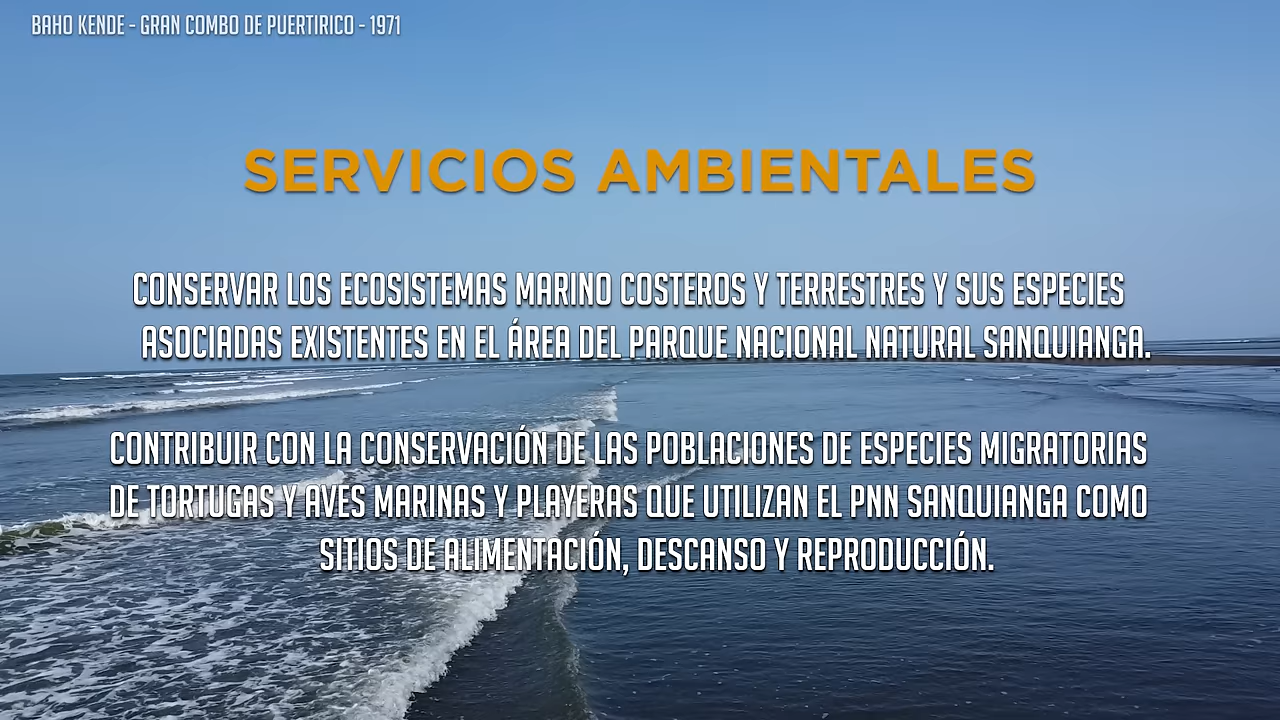 BAHO KENDE - GRAN COMBO DE PUERTIRICO - 1971
SERVICIOS AMBIENTALES
CONSERVAR LOS ECOSISTEMAS MARINO COSTEROS Y TERRESTRES Y SUS ESPECIES
ASOCIADAS EXISTENTES EN EL ÁREA DEL PARQUE NACIONAL NATURAL SANQUIANGA.
CONTRIBUIR CON LA CONSERVACIÓN DE LAS POBLACIONES DE ESPECIES MIGRATORIAS
DE TORTUGAS Y AVES MARINAS Y PLAYERAS QUE UTILIZAN EL PNN SANQUIANGA COMO
SITIOS DE ALIMENTACIÓN, DESCANSO Y REPRODUCCIÓN.